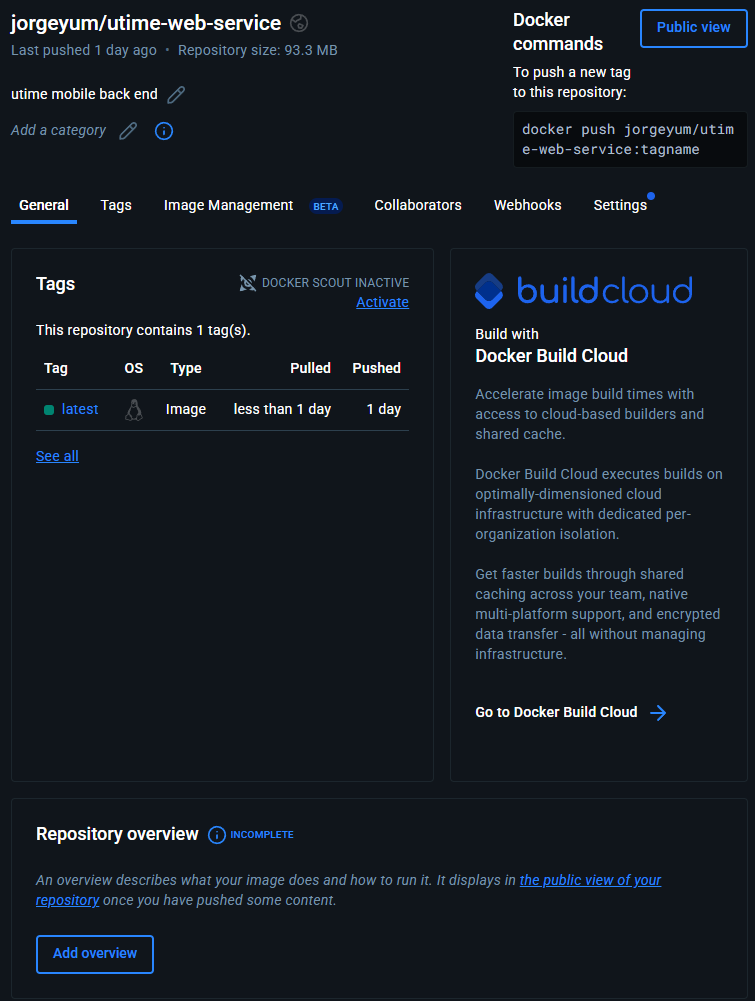 jorgeyum/utime-web-service
Last pushed 1 day ago • Repository size: 93.3 MB
utime mobile back end
Add a category
Docker
commands
Public view
To push a new tag
to this repository:
docker push jorgeyum/utim
e-web-service:tagname
General Tags Image Management BETA Collaborators Webhooks Settings
Tags
DOCKER SCOUT INACTIVE
Activate
This repository contains 1 tag(s).
Tag OS Type Pulled Pushed
latest Image less than 1 day 1 day
See all
buildcloud
Build with
Docker Build Cloud
Accelerate image build times with
access to cloud-based builders and
shared cache.
Docker Build Cloud executes builds on
optimally-dimensioned cloud
infrastructure with dedicated per-
organization isolation.
Get faster builds through shared
caching across your team, native
multi-platform support, and encrypted
data transfer - all without managing
infrastructure.
Go to Docker Build Cloud
Repository overview INCOMPLETE
An overview describes what your image does and how to run it. It displays in the public view of your
repository once you have pushed some content.
Add overview